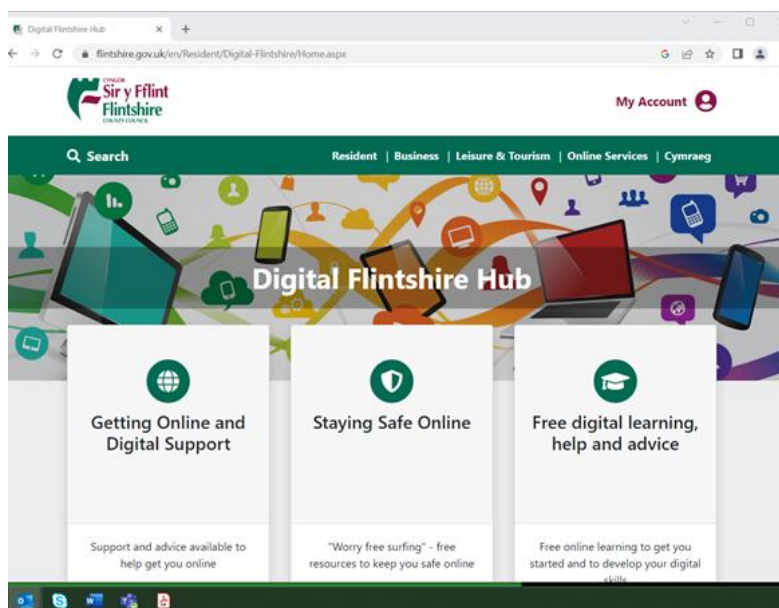 Digital Flintshire Hub
flintshire.gov.uk/en/Resident/Digital-Flintshire/Home.aspx
CYNGOR
Sir y Fflint
Flintshire
COUNTY COUNCIL
My Account
Search
Resident | Business | Leisure & Tourism | Online Services | Cymraeg
Digital Flintshire Hub
Getting Online and
Digital Support
Support and advice available to
help get you online
Staying Safe Online
"Worry free surfing" - free
resources to keep you safe online
Free digital learning,
help and advice
Free online learning to get you
started and to develop your digital
skills